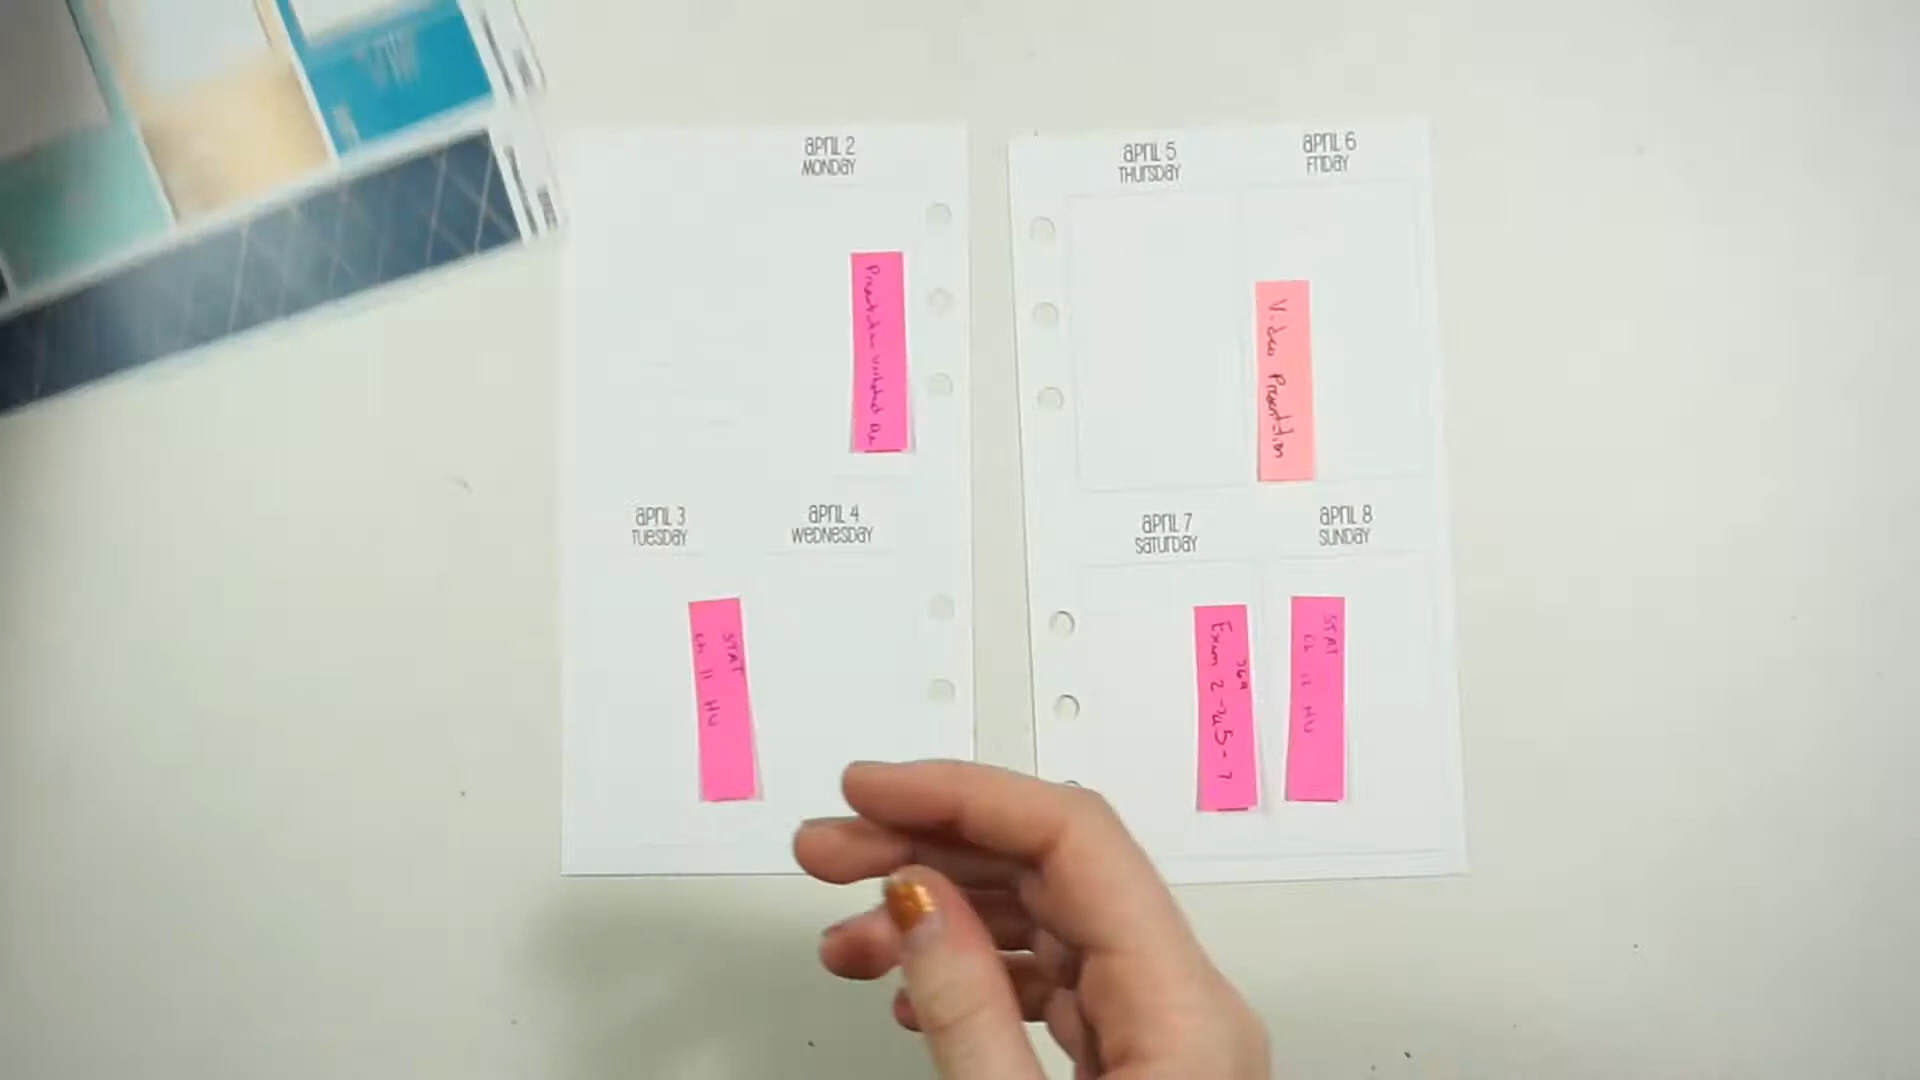 APRIL 2
MONDAY
Presentation
APRIL 3
TUESDAY
STAT
Ch 11 HW
APRIL 4
WEDNESDAY
APRIL 5
THURSDAY
APRIL 6
FRIDAY
Video Presentation
APRIL 7
SATURDAY
Exam 2
APRIL 8
SUNDAY
STAT
Ch 12 HW